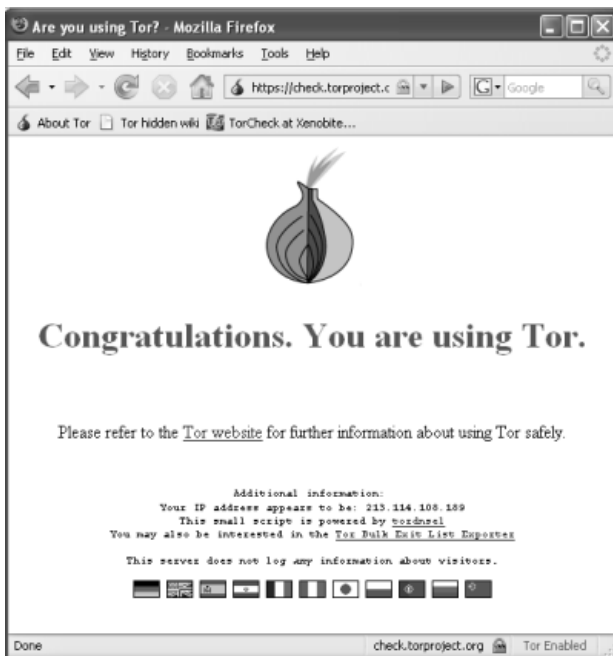 Are you using Tor? - Mozilla Firefox
File Edit View History Bookmarks Tools Help
https://check.torproject.c G Google
About Tor Tor hidden wiki TorCheck at Xenobite...
Congratulations. You are using Tor.
Please refer to the Tor website for further information about using Tor safely.
Additional information:
Your IP address appears to be: 213.114.108.189
This small script is powered by tordnsel
You may also be interested in the Tor Bulk Exit List Exporter
This server does not log any information about visitors.
Done check.torproject.org Tor Enabled